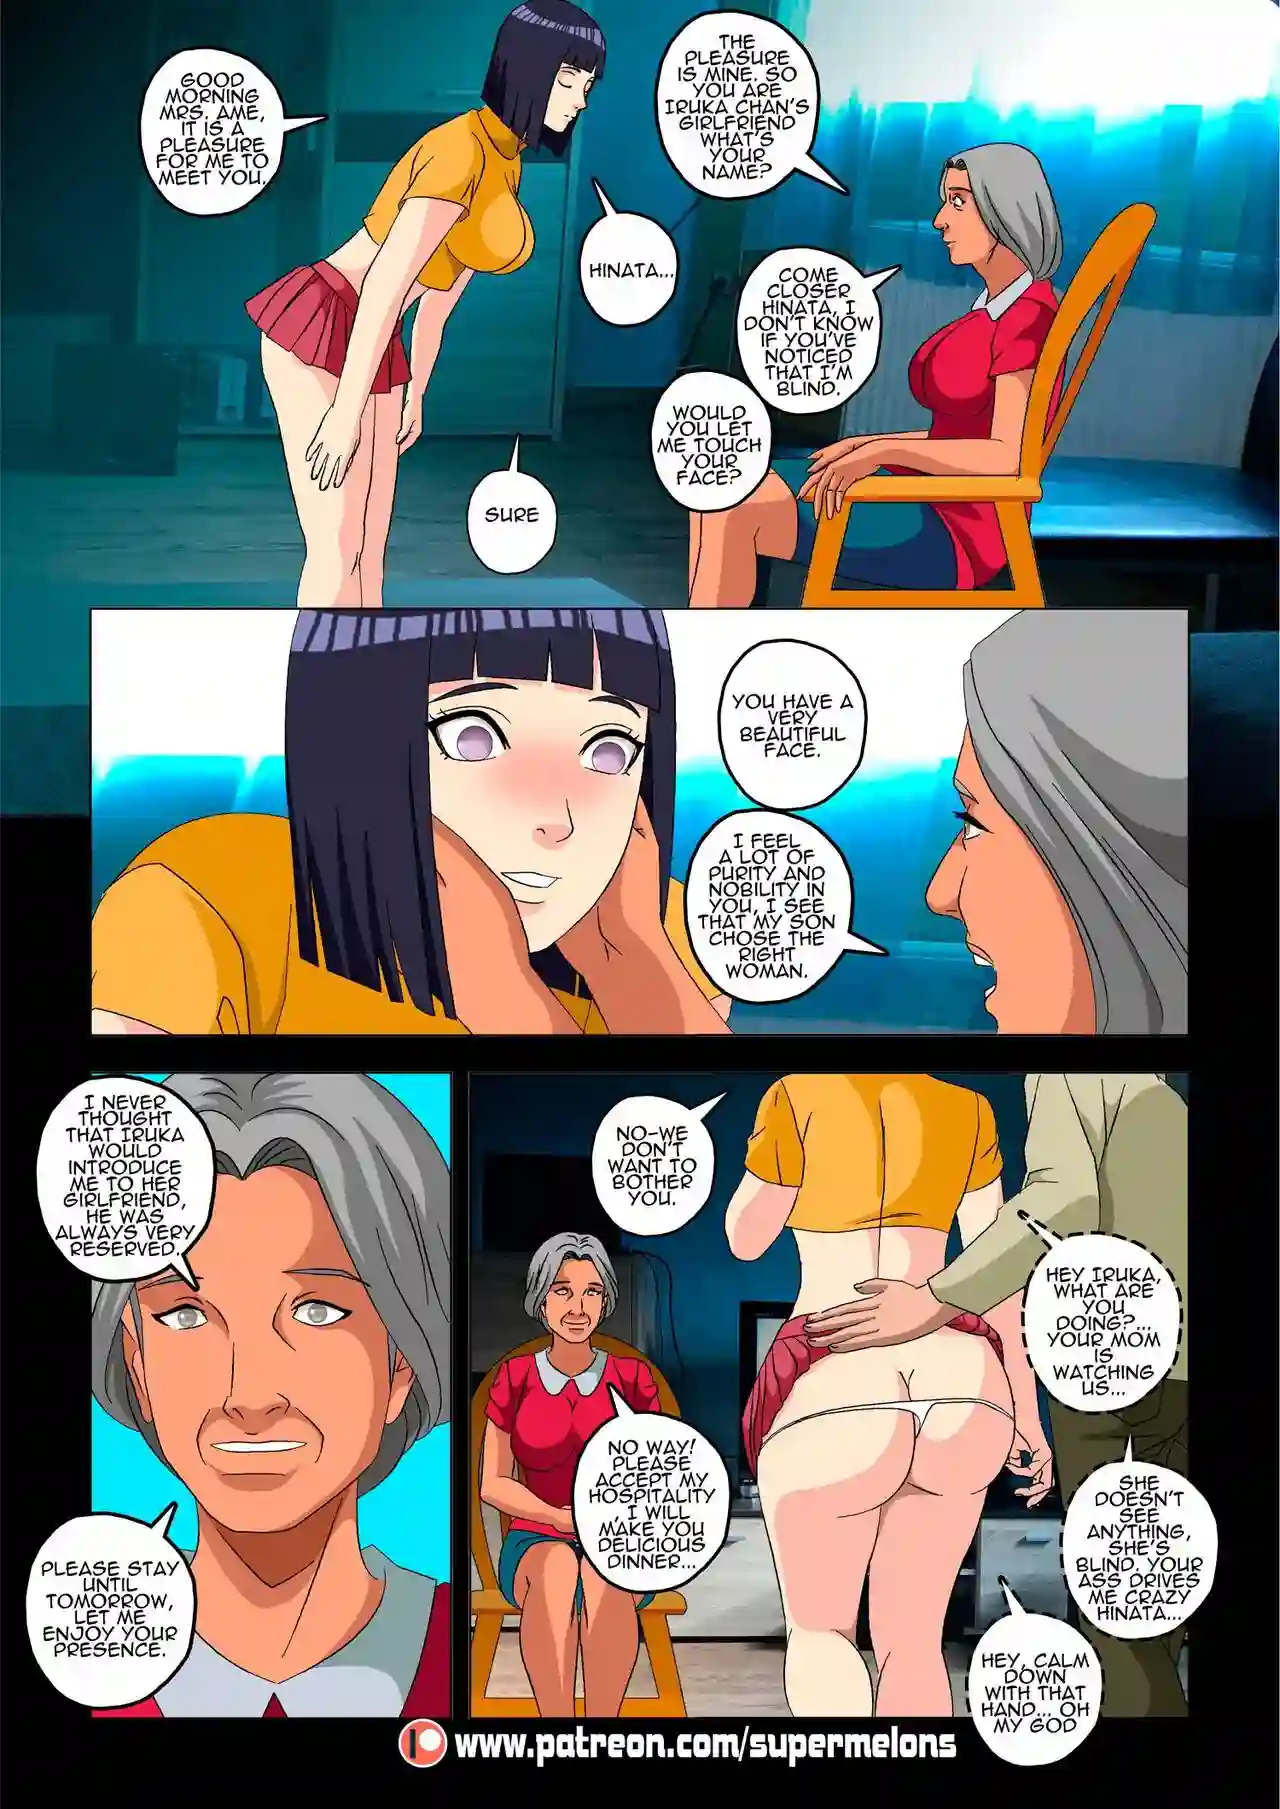 GOOD
MORNING
MRS. AME,
IT IS A
PLEASURE
FOR ME TO
MEET YOU.
THE
PLEASURE
IS MINE. SO
YOU ARE
IRUKA CHAN'S
GIRLFRIEND
WHAT'S
YOUR
NAME?
HINATA...
COME
CLOSER
HINATA, I
DON'T KNOW
IF YOU'VE
NOTICED
THAT I'M
BLIND.
WOULD
YOU LET
ME TOUCH
YOUR
FACE?
SURE
YOU HAVE A
VERY
BEAUTIFUL
FACE.
I FEEL
A LOT OF
PURITY AND
NOBILITY IN
YOU, I SEE
THAT MY SON
CHOSE THE
RIGHT
WOMAN.
I NEVER
THOUGHT
THAT IRUKA
WOULD
INTRODUCE
ME TO HER
GIRLFRIEND,
HE WAS
ALWAYS VERY
RESERVED.
PLEASE STAY
UNTIL
TOMORROW,
LET ME
ENJOY YOUR
PRESENCE.
NO-WE
DON'T
WANT TO
BOTHER
YOU.
NO WAY!
PLEASE
ACCEPT MY
HOSPITALITY
, I WILL
MAKE YOU
DELICIOUS
DINNER...
HEY IRUKA,
WHAT ARE
YOU
DOING?...
YOUR MOM
IS
WATCHING
US...
SHE
DOESN'T
SEE
ANYTHING,
SHE'S
BLIND. YOUR
ASS DRIVES
ME CRAZY
HINATA...
HEY, CALM
DOWN
WITH THAT
HAND... OH
MY GOD
www.patreon.com/supermelons